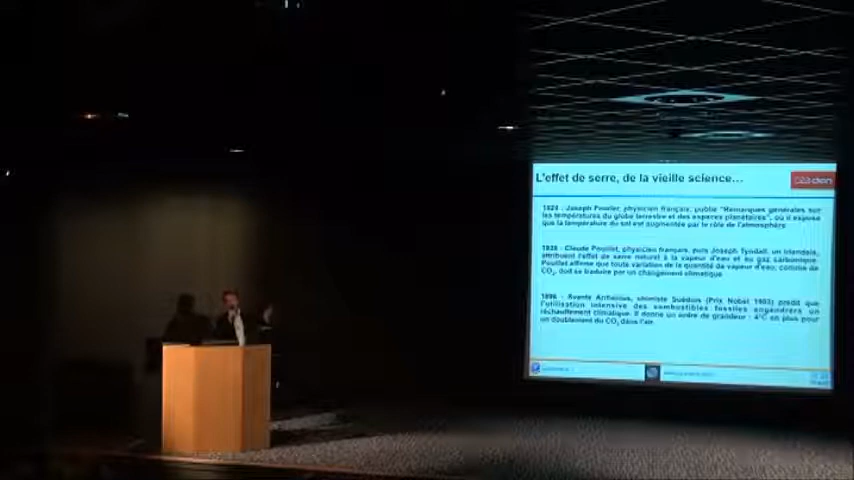 L'effet de serre, de la vieille science...
1824 : Joseph Fourier, physicien français, publie "Remarques générales sur
les températures du globe terrestre et des espaces planétaires", où il expose
que la température du sol est augmentée par le rôle de l'atmosphère
1838 : Claude Pouillet, physicien français, puis Joseph Tyndall, un Irlandais,
attribuent l'effet de serre naturel à la vapeur d'eau et au gaz carbonique.
Pouillet affirme que toute variation de la quantité de vapeur d'eau, comme de
CO2, doit se traduire par un changement climatique
1896 : Svante Arrhenius, chimiste Suédois (Prix Nobel 1903) prédit que
l'utilisation intensive des combustibles fossiles engendrera un
réchauffement climatique. Il donne un ordre de grandeur : 4°C en plus pour
un doublement du CO2 dans l'air.